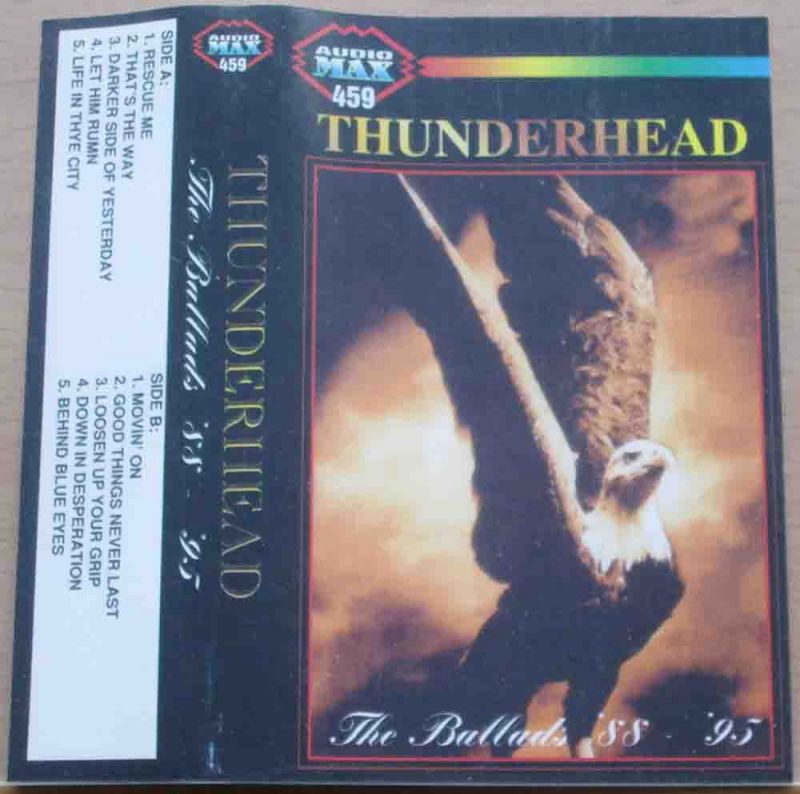 AUDIO
MAX
459
THUNDERHEAD
The Ballads '88 - '95
AUDIO
MAX
459
THUNDERHEAD
The Ballads '88 - '95
SIDE A:
1. RESCUE ME
2. THAT'S THE WAY
3. DARKER SIDE OF YESTERDAY
4. LET HIM RUMN
5. LIFE IN THYE CITY
SIDE B:
1. MOVIN' ON
2. GOOD THINGS NEVER LAST
3. LOOSEN UP YOUR GRIP
4. DOWN IN DESPERATION
5. BEHIND BLUE EYES